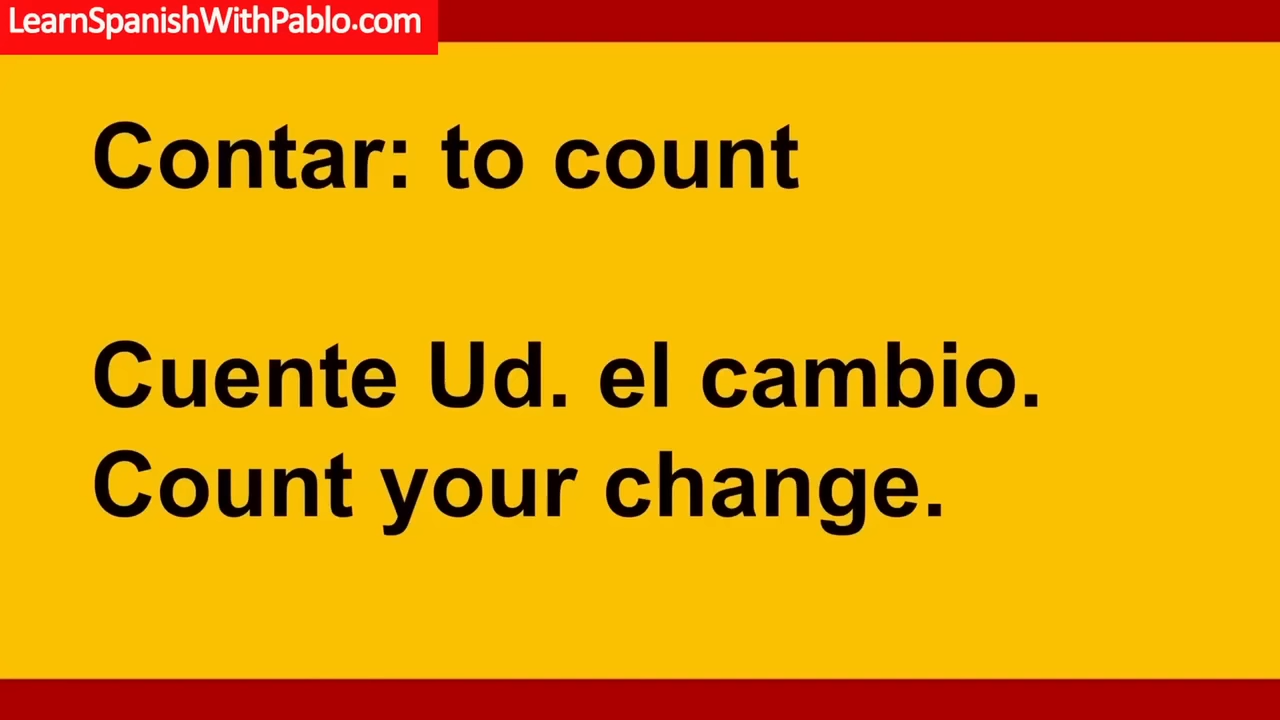 LearnSpanishWithPablo.com
Contar: to count
Cuente Ud. el cambio.
Count your change.